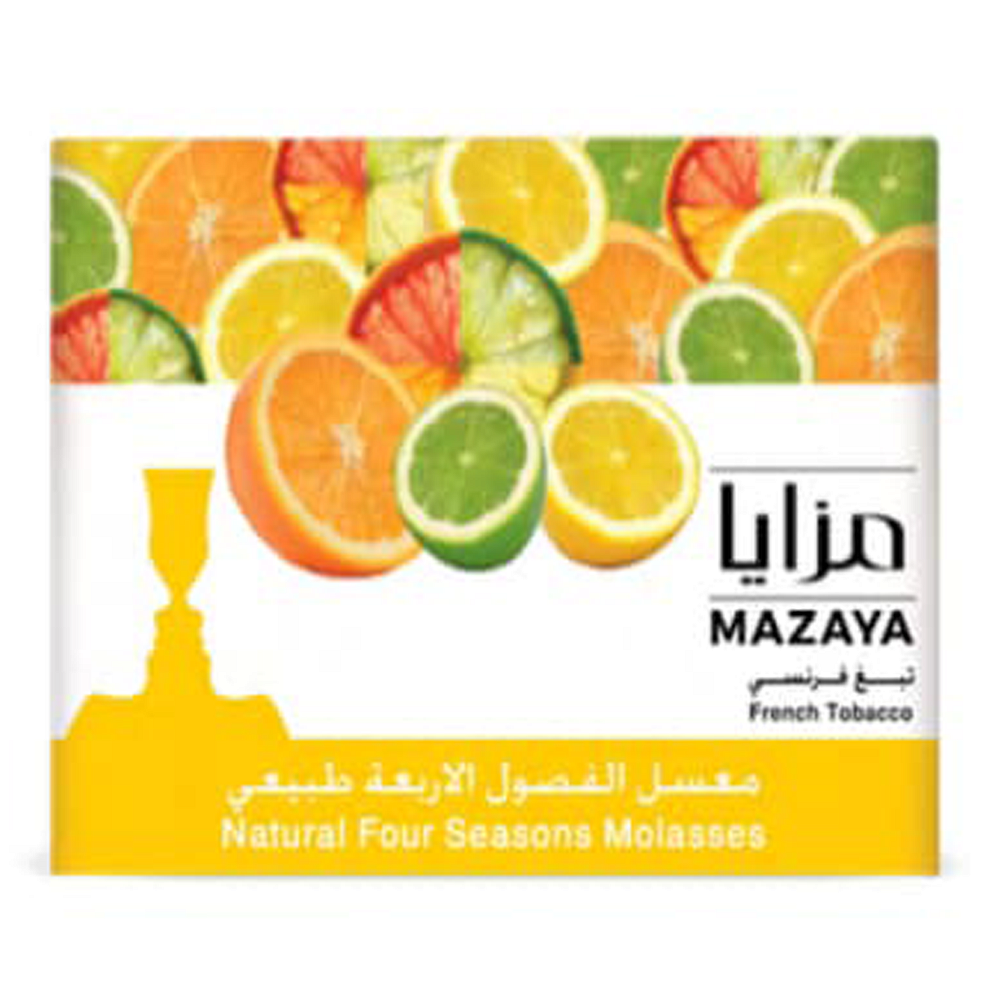 مزايا
MAZAYA
تبغ فرنسي
French Tobacco
معسل الفصول الاربعة طبيعي
Natural Four Seasons Molasses